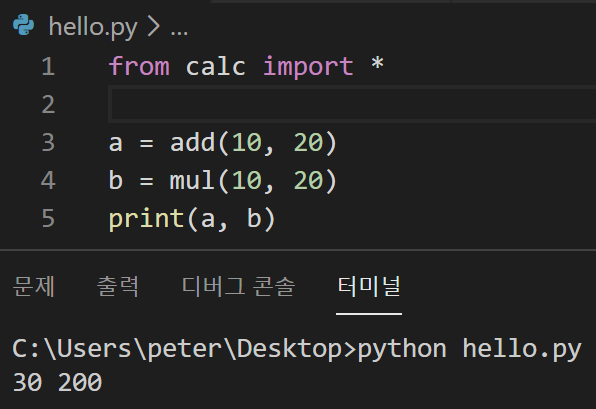 hello.py > ...
1 from calc import *
2
3 a = add(10, 20)
4 b = mul(10, 20)
5 print(a, b)
문제 출력 디버그 콘솔 터미널
C:\Users\peter\Desktop>python hello.py
30 200